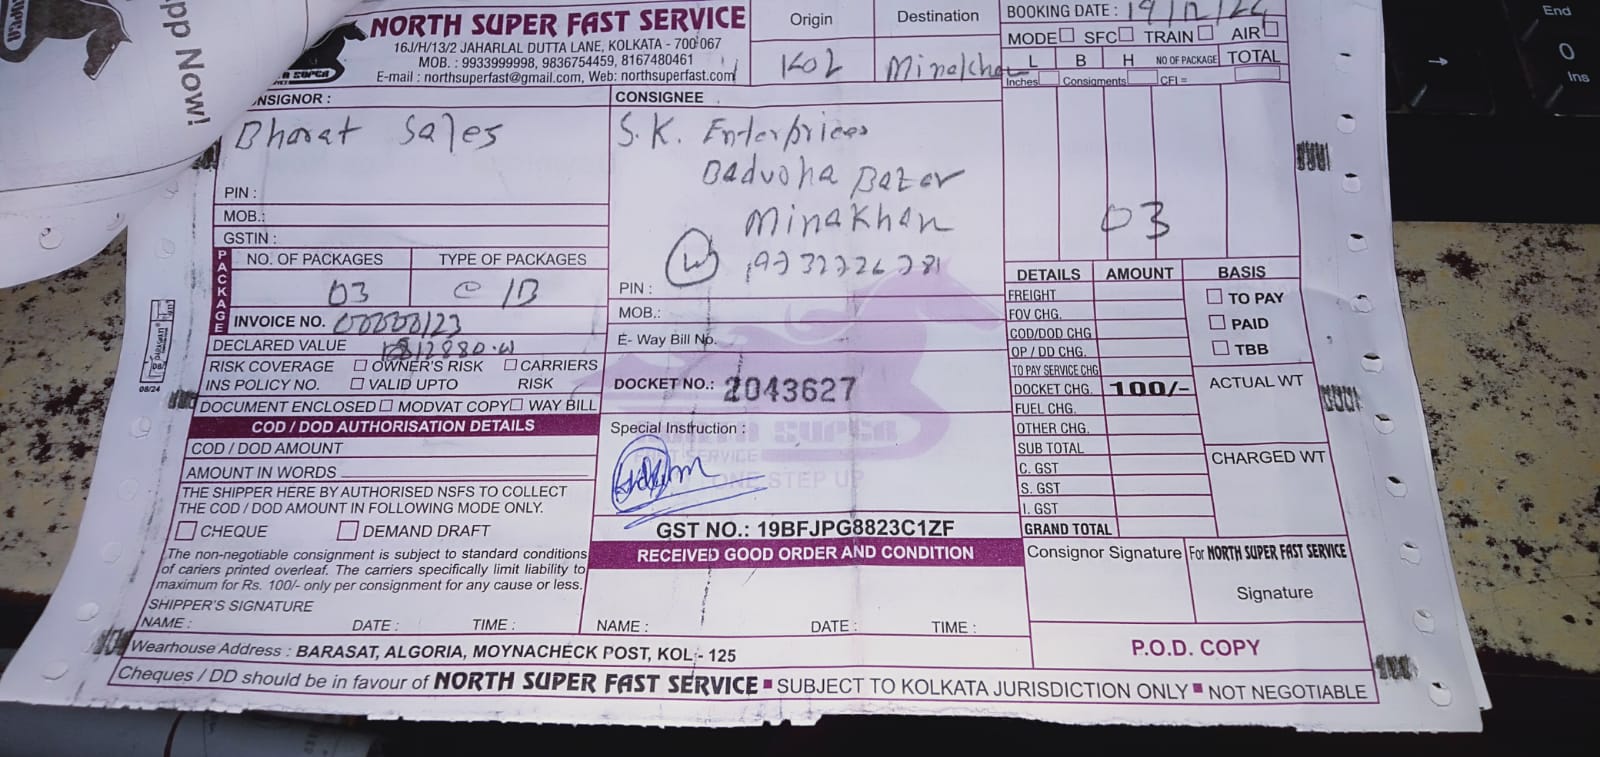 pp Now!
NORTH SUPER FAST SERVICE
16J/H/13/2 JAHARLAL DUTTA LANE, KOLKATA - 700 067
MOB. : 9933999998, 9836754459, 8167480461
E-mail : northsuperfast@gmail.com, Web: northsuperfast.com
Origin
Kol
Destination
Minakhan
BOOKING DATE : 19/12/24
MODE SFC TRAIN AIR
L B H NO OF PACKAGE TOTAL
Inches Consignments CFI =
03
NSIGNOR :
Bharat Sales
PIN :
MOB.:
GSTIN :
CONSIGNEE
S.K. Enterprices
Bazar
Minakhan
PIN :
MOB.:
E- Way Bill No.
PACKAGE
NO. OF PACKAGES
03
TYPE OF PACKAGES
C/B
INVOICE NO. 00000123
DECLARED VALUE
RISK COVERAGE OWNER'S RISK CARRIERS
INS POLICY NO. VALID UPTO RISK
DOCUMENT ENCLOSED MODVAT COPY WAY BILL
DOCKET NO.: 2043627
Special Instruction :
COD / DOD AUTHORISATION DETAILS
COD / DOD AMOUNT
AMOUNT IN WORDS
THE SHIPPER HERE BY AUTHORISED NSFS TO COLLECT
THE COD / DOD AMOUNT IN FOLLOWING MODE ONLY.
CHEQUE DEMAND DRAFT
The non-negotiable consignment is subject to standard conditions
of cariers printed overleaf. The carriers specifically limit liability to
maximum for Rs. 100/- only per consignment for any cause or less.
SHIPPER'S SIGNATURE
NAME : DATE : TIME :
SUPER
SERVICE
ONE STEP UP
GST NO.: 19BFJPG8823C1ZF
RECEIVED GOOD ORDER AND CONDITION
NAME : DATE : TIME :
DETAILS AMOUNT BASIS
FREIGHT
FOV CHG.
COD/DOD CHG
OP / DD CHG.
TO PAY SERVICE CHG
DOCKET CHG. 100/-
FUEL CHG.
OTHER CHG.
SUB TOTAL
C. GST
S. GST
I. GST
GRAND TOTAL
TO PAY
PAID
TBB
ACTUAL WT
CHARGED WT
Consignor Signature
For NORTH SUPER FAST SERVICE
Signature
P.O.D. COPY
Wearhouse Address : BARASAT, ALGORIA, MOYNACHECK POST, KOL - 125
Cheques / DD should be in favour of NORTH SUPER FAST SERVICE ■ SUBJECT TO KOLKATA JURISDICTION ONLY ■ NOT NEGOTIABLE
08/24
End
0
Ins
→